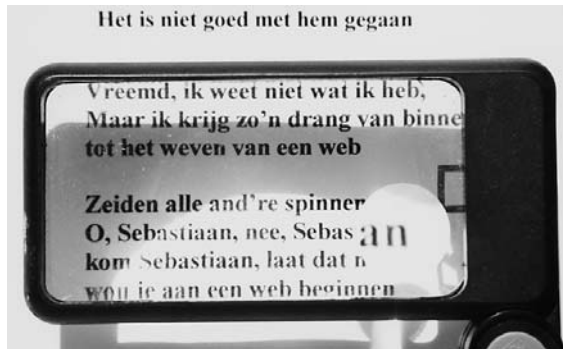 Het is niet goed met hem gegaan
Vreemd, ik weet niet wat ik heb,
Maar ik krijg zo'n drang van binne
tot het weven van een web
Zeiden alle and're spinnen
O, Sebastiaan, nee, Sebas an
kom Sebastiaan, laat dat n
wou je aan een web beginnen